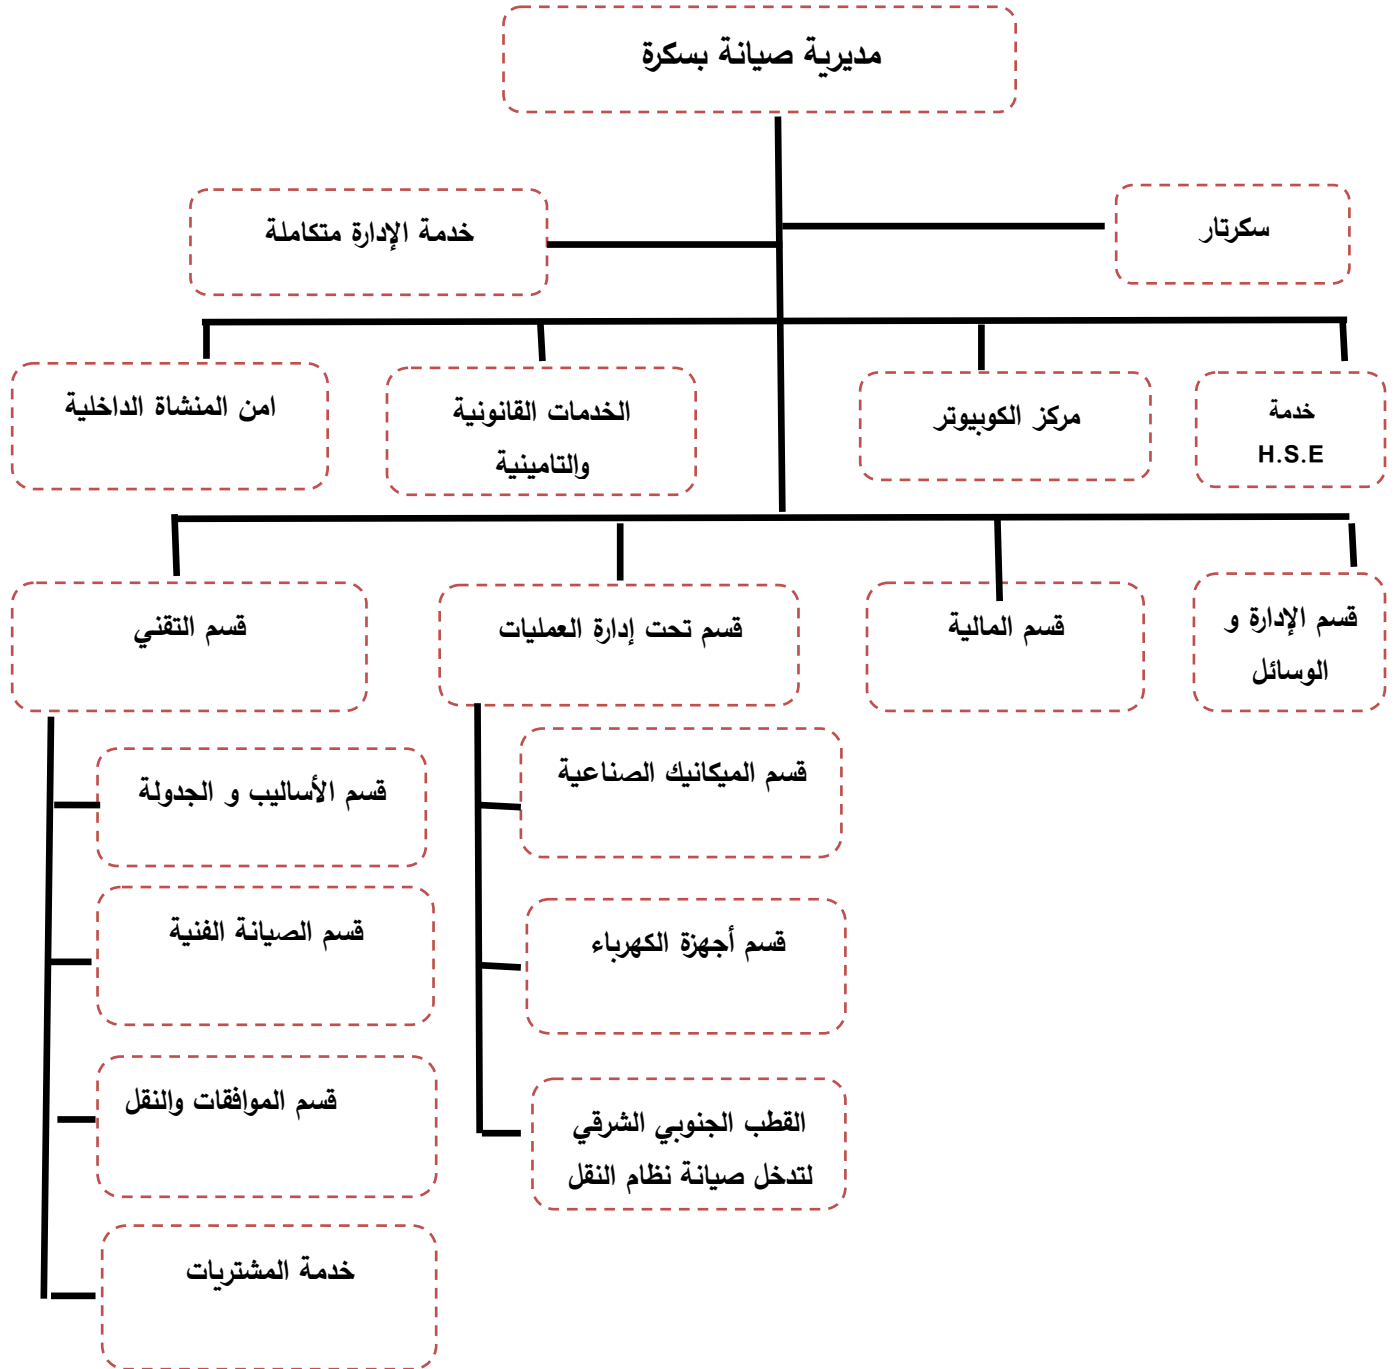 مديرية صيانة بسكرة
سكرتار
خدمة الإدارة متكاملة
خدمة
H.S.E
مركز الكوبيوتر
الخدمات القانونية
والتامينية
امن المنشاة الداخلية
قسم الإدارة و
الوسائل
قسم المالية
قسم تحت إدارة العمليات
قسم التقني
قسم الميكانيك الصناعية
قسم أجهزة الكهرباء
القطب الجنوبي الشرقي
لتدخل صيانة نظام النقل
قسم الأساليب و الجدولة
قسم الصيانة الفنية
قسم الموافقات والنقل
خدمة المشتريات